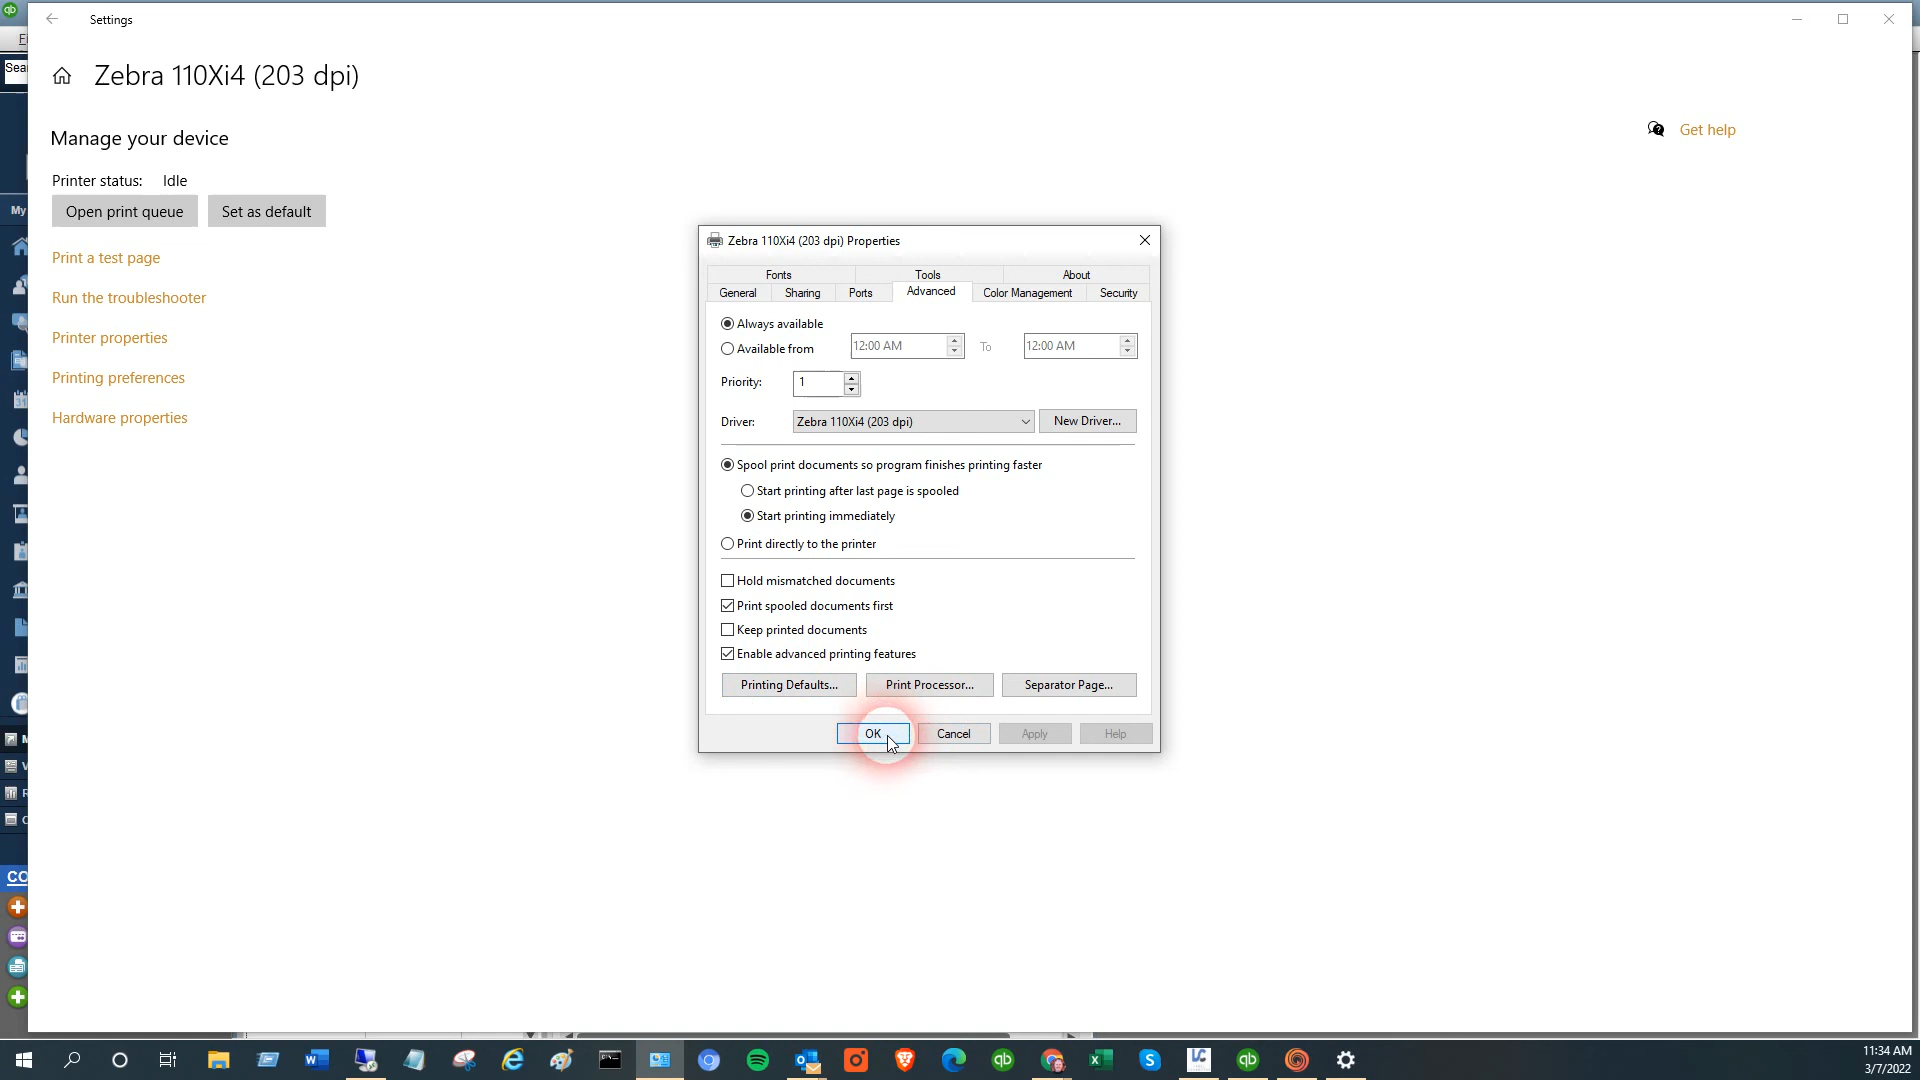 Settings
Sea
Zebra 110Xi4 (203 dpi)
Manage your device
Get help
Printer status: Idle
Open print queue Set as default
My
Print a test page
Run the troubleshooter
Printer properties
Printing preferences
Hardware properties
Zebra 110Xi4 (203 dpi) Properties
Fonts Tools About
General Sharing Ports Advanced Color Management Security
Always available
Available from 12:00 AM To 12:00 AM
Priority: 1
Driver: Zebra 110Xi4 (203 dpi) New Driver...
Spool print documents so program finishes printing faster
Start printing after last page is spooled
Start printing immediately
Print directly to the printer
Hold mismatched documents
Print spooled documents first
Keep printed documents
Enable advanced printing features
Printing Defaults... Print Processor... Separator Page...
OK Cancel Apply Help
CO
11:34 AM
3/7/2022